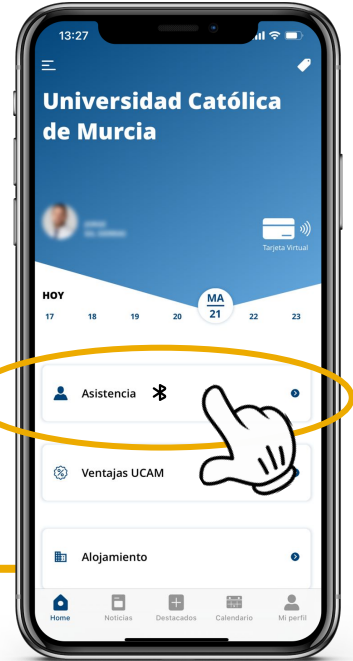 13:27
Universidad Católica
de Murcia
Tarjeta Virtual
HOY
MA
17 18 19 20 21 22 23
Asistencia
Ventajas UCAM
Alojamiento
Home Noticias Destacados Calendario Mi perfil